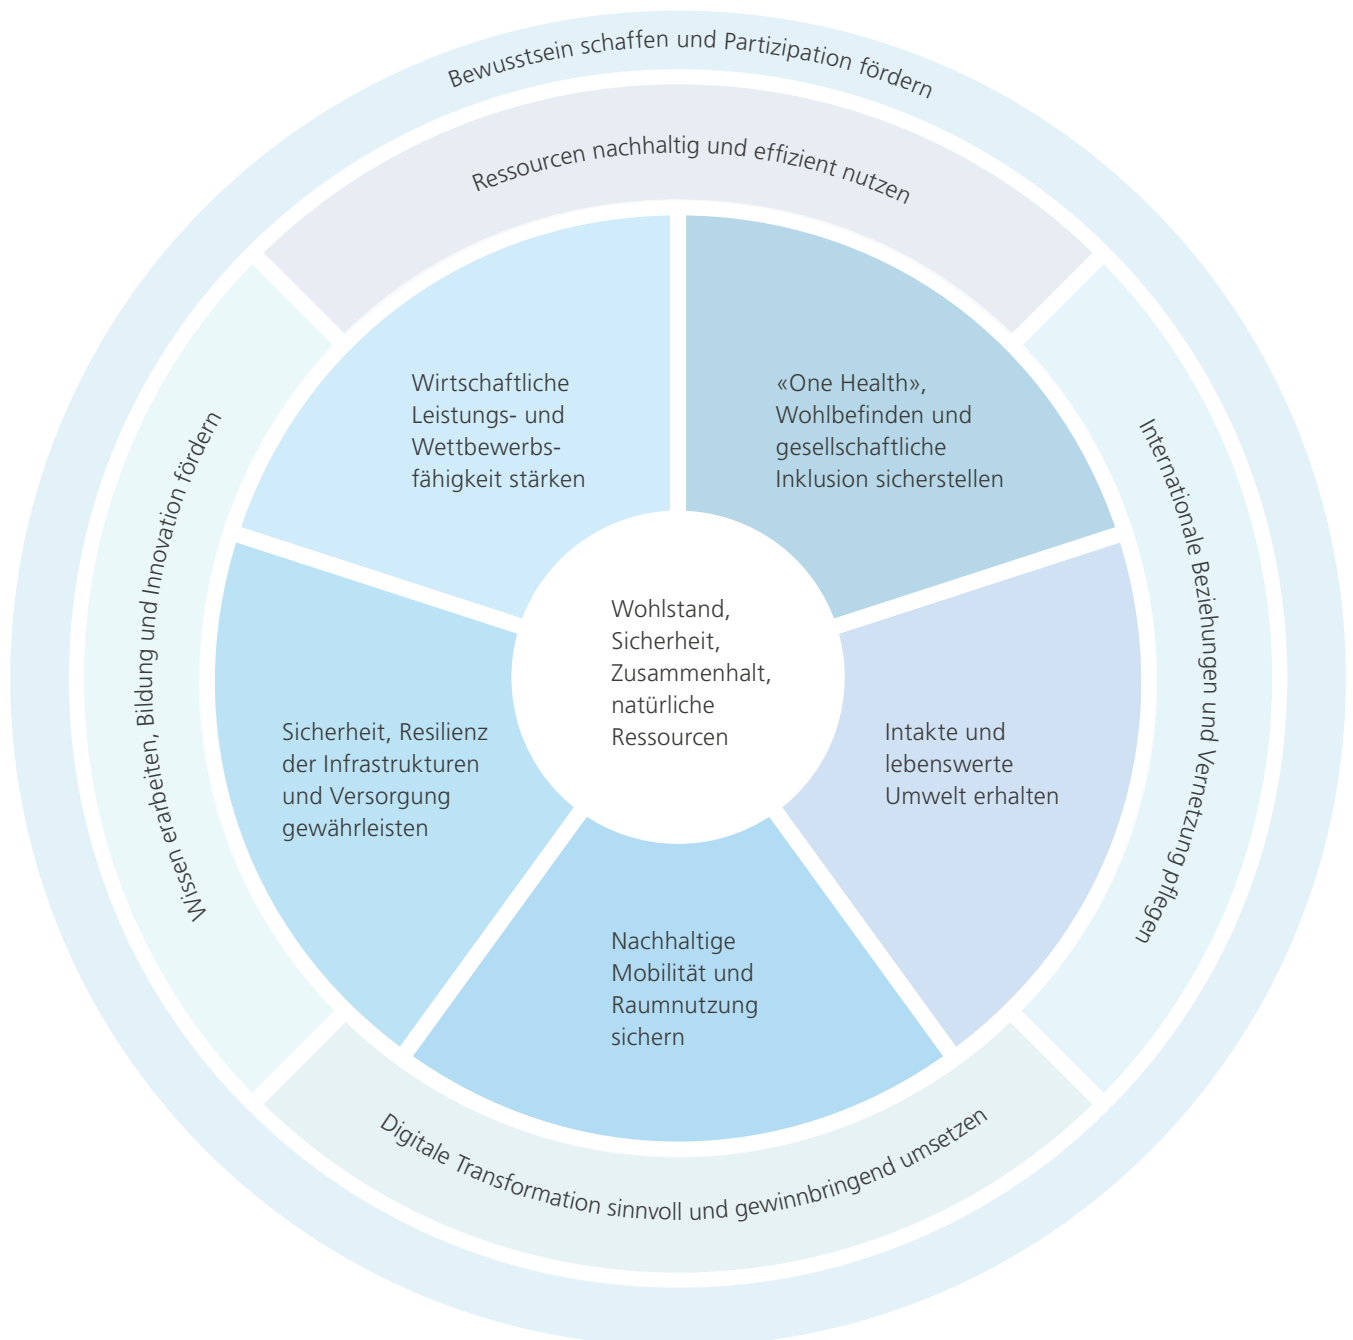 Bewusstsein schaffen und Partizipation fördern
Ressourcen nachhaltig und effizient nutzen
Wirtschaftliche
Leistungs- und
Wettbewerbs-
fähigkeit stärken
«One Health»,
Wohlbefinden und
gesellschaftliche
Inklusion sicherstellen
Wissen erarbeiten, Bildung und Innovation fördern
Internationale Beziehungen und Vernetzung pflegen
Wohlstand,
Sicherheit,
Zusammenhalt,
natürliche
Ressourcen
Sicherheit, Resilienz
der Infrastrukturen
und Versorgung
gewährleisten
Intakte und
lebenswerte
Umwelt erhalten
Nachhaltige
Mobilität und
Raumnutzung
sichern
Digitale Transformation sinnvoll und gewinnbringend umsetzen